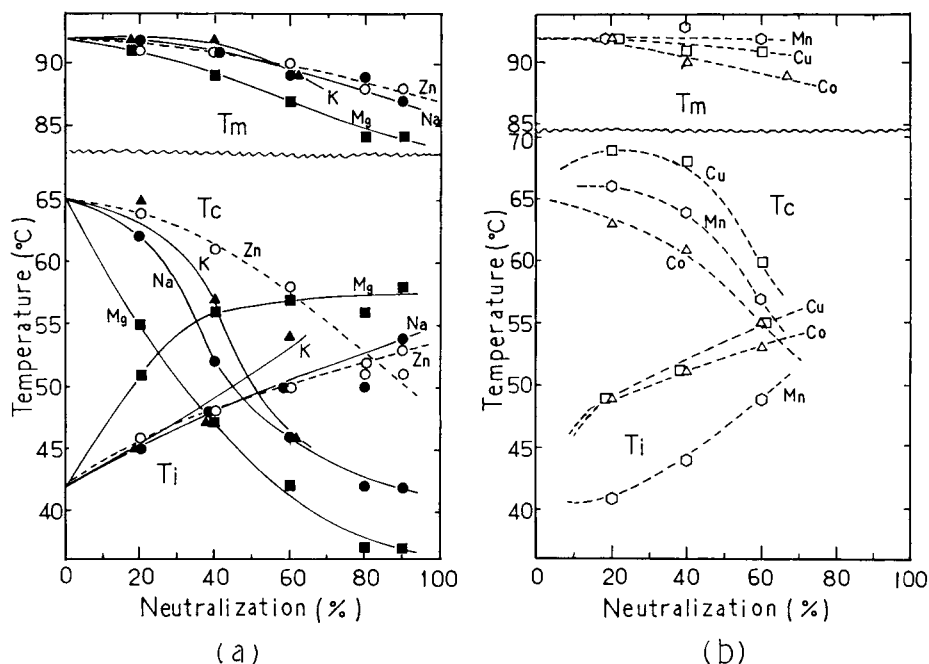 90
85
65
60
55
50
45
40
0
20
40
60
80
100
Temperature (°C)
Neutralization (%)
(a)
Tm
Zn
K
Na
Mg
Tc
Zn
K
Na
Mg
Mg
Na
K
Zn
Ti
90
85
70
65
60
55
50
45
40
0
20
40
60
80
100
Temperature (°C)
Neutralization (%)
(b)
Mn
Cu
Co
Tm
Cu
Tc
Mn
Co
Cu
Co
Mn
Ti